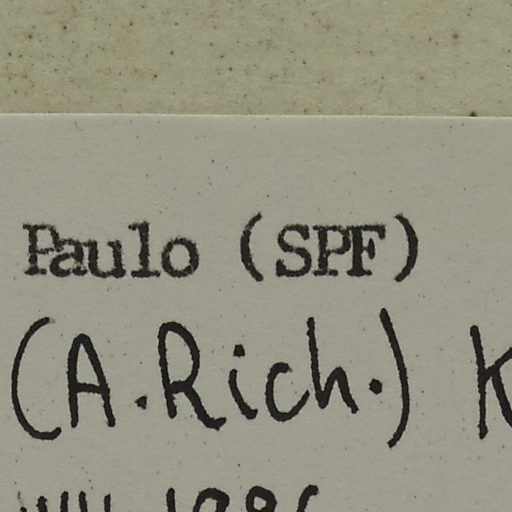 Paulo (SPF)
(A.Rich.) K